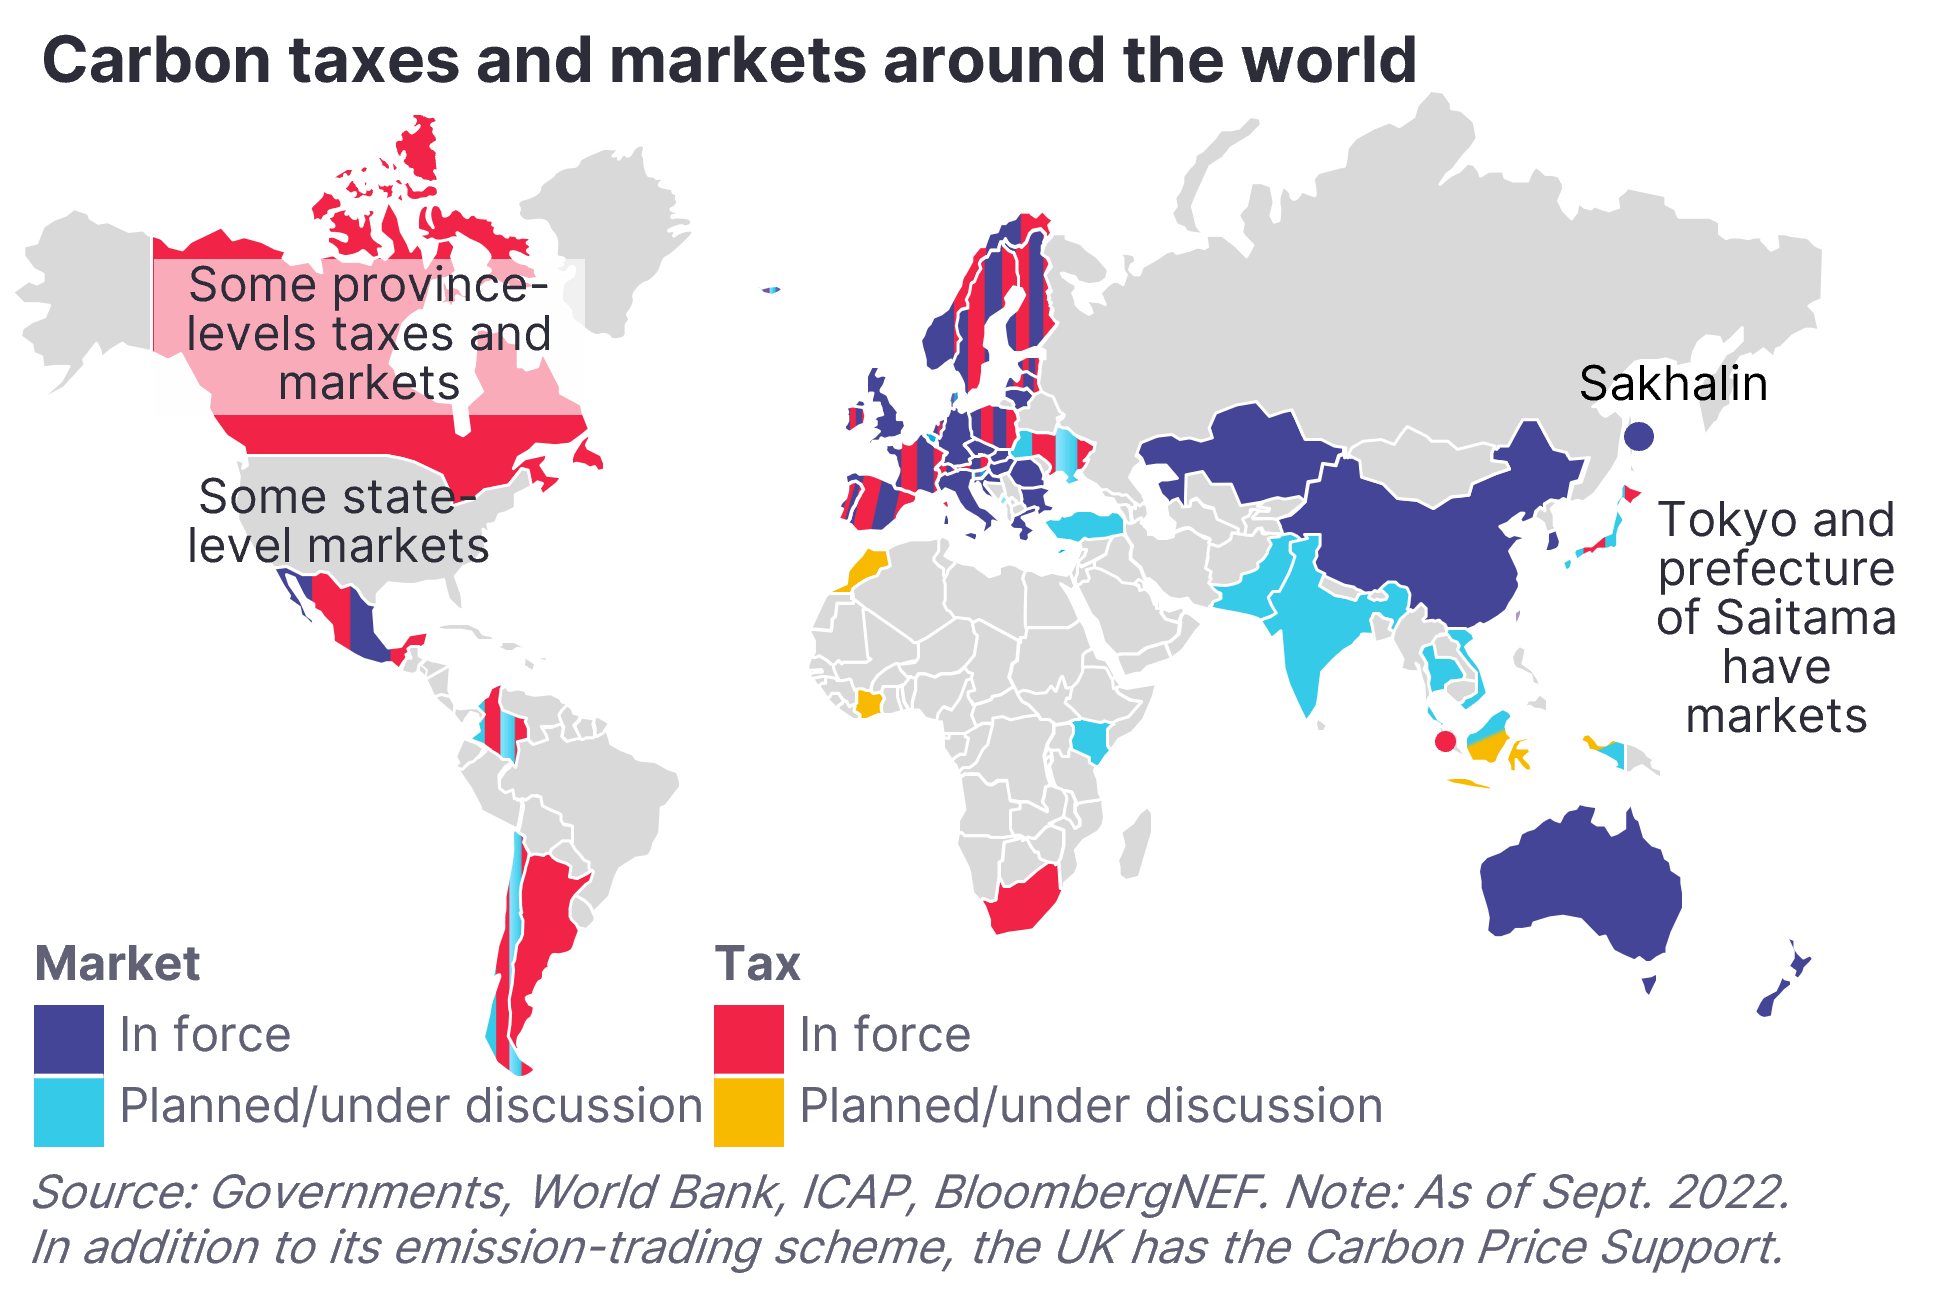 Carbon taxes and markets around the world
Some province-
levels taxes and
markets
Sakhalin
Some state-
level markets
Tokyo and
prefecture
of Saitama
have
markets
Market
In force
Planned/under discussion
Tax
In force
Planned/under discussion
Source: Governments, World Bank, ICAP, BloombergNEF. Note: As of Sept. 2022.
In addition to its emission-trading scheme, the UK has the Carbon Price Support.